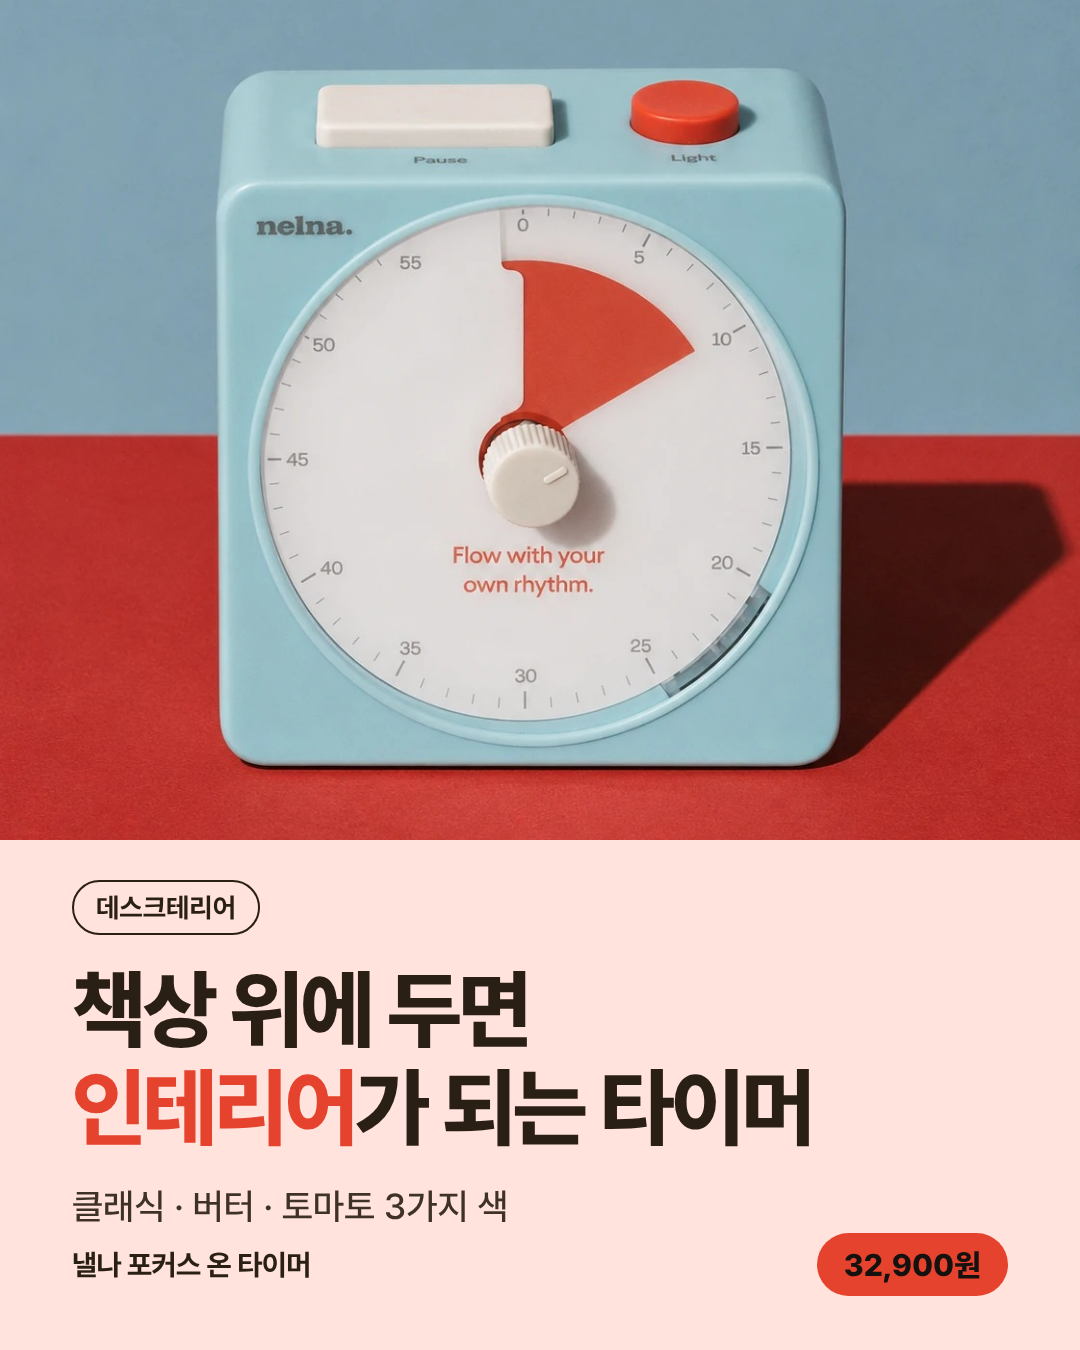 Pause
Light
nelna.
0
5
10
15
20
25
30
35
40
45
50
55
Flow with your
own rhythm.
데스크테리어
책상 위에 두면
인테리어가 되는 타이머
클래식 · 버터 · 토마토 3가지 색
낼나 포커스 온 타이머
32,900원